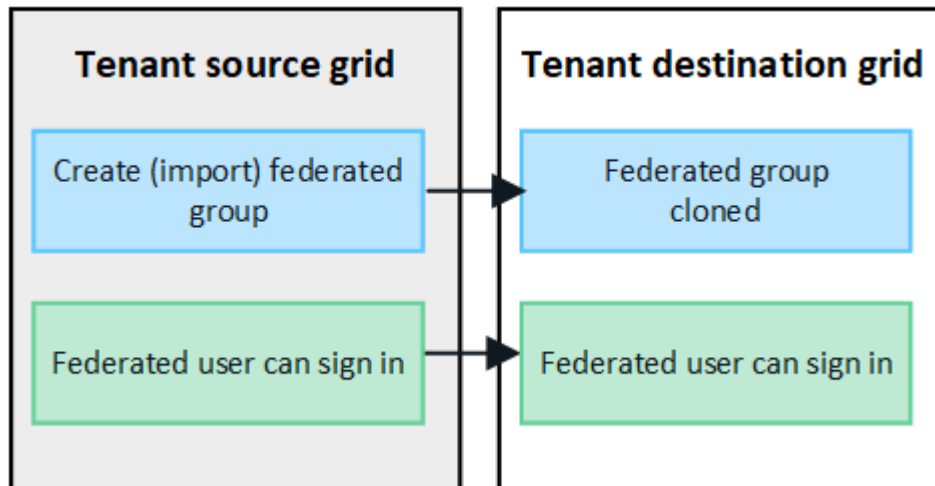 Tenant source grid
Create (import) federated
group
Federated user can sign in
Tenant destination grid
Federated group
cloned
Federated user can sign in